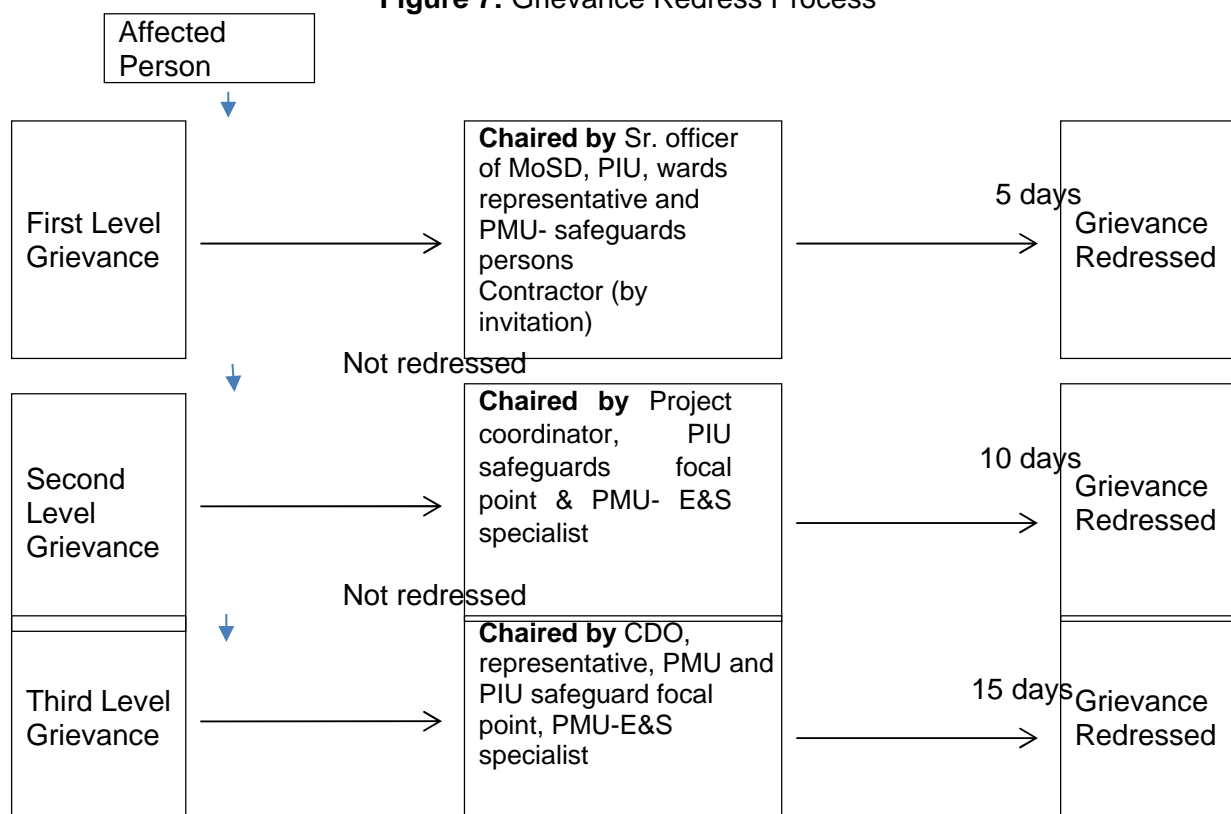 Figure 7: Grievance Redress Process
Affected
Person
First Level
Grievance
Chaired by Sr. officer
of MoSD, PIU, wards
representative and
PMU- safeguards
persons
Contractor (by
invitation)
5 days
Grievance
Redressed
Not redressed
Second
Level
Grievance
Chaired by Project
coordinator, PIU
safeguards focal
point & PMU- E&S
specialist
10 days
Grievance
Redressed
Not redressed
Third Level
Grievance
Chaired by CDO,
representative, PMU and
PIU safeguard focal
point, PMU-E&S
specialist
15 days
Grievance
Redressed